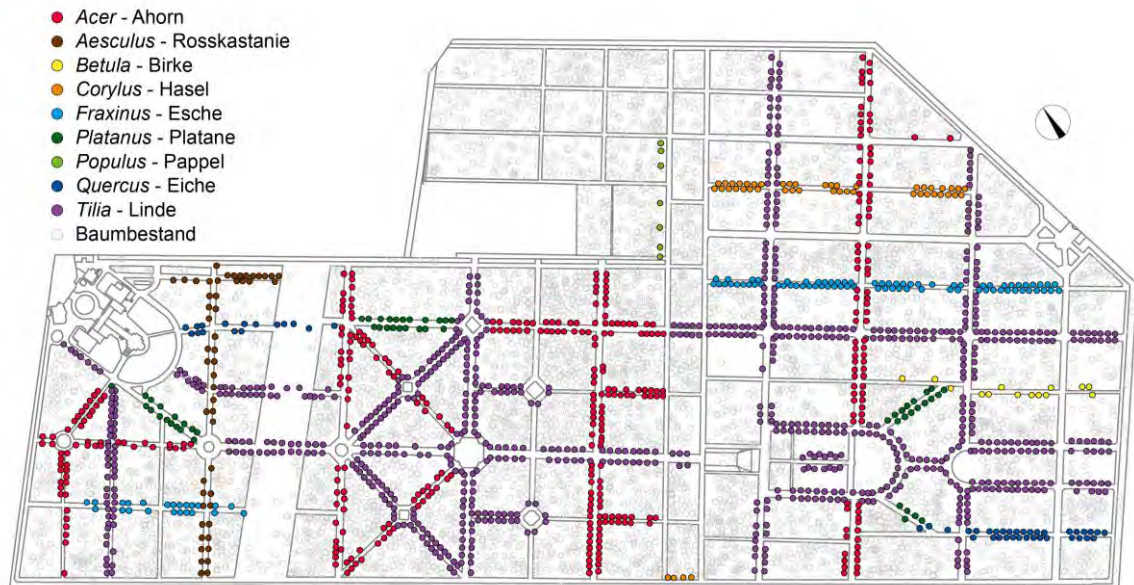 Acer - Ahorn
Aesculus - Rosskastanie
Betula - Birke
Corylus - Hasel
Fraxinus - Esche
Platanus - Platane
Populus - Pappel
Quercus - Eiche
Tilia - Linde
Baumbestand